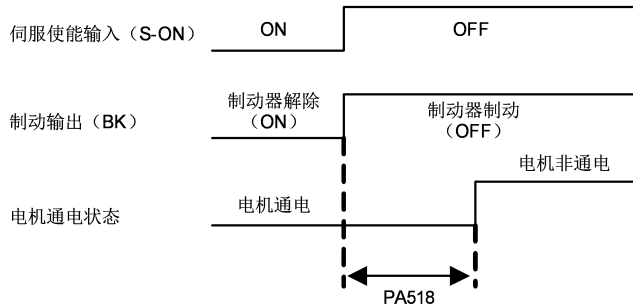 伺服使能输入（S-ON）
ON
OFF
制动输出（BK）
制动器解除
（ON）
制动器制动
（OFF）
电机通电状态
电机通电
电机非通电
PA518